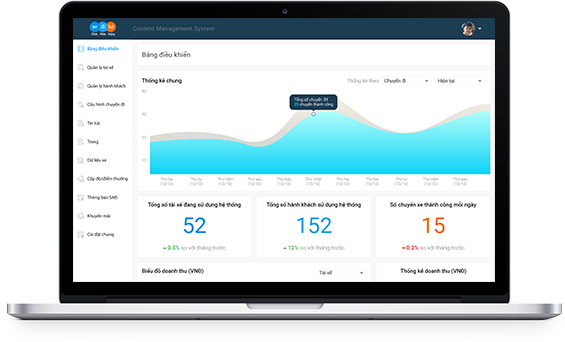 Content Management System
Bảng điều khiển
Quản lý tài xế
Quản lý hành khách
Cấu hình chuyến đi
Tin tức
Trang
Dữ liệu xe
Cấp độ/điểm thưởng
Thông báo SMS
Khuyến mãi
Cài đặt chung
Bảng điều khiển
Thống kê chung
Thống kê theo: Chuyến đi Hiện tại
40
30
20
10
Tổng số chuyến: 30
25 chuyến thành công
Thứ ba Thứ tư Thứ năm Thứ sáu Thứ bảy Chủ nhật Thứ hai Thứ ba Thứ tư Thứ năm Thứ sáu
(13/10) (13/10) (13/10) (13/10) (13/10) (13/10) (13/10) (13/10) (13/10) (13/10) (13/10)
Tổng số tài xế đang sử dụng hệ thống
52
0.5% so với tháng trước
Tổng số hành khách sử dụng hệ thống
152
12% so với tháng trước
Số chuyến xe thành công mỗi ngày
15
0.2% so với tháng trước
Biểu đồ doanh thu (VNĐ)
Tài xế
Thống kê doanh thu (VNĐ)